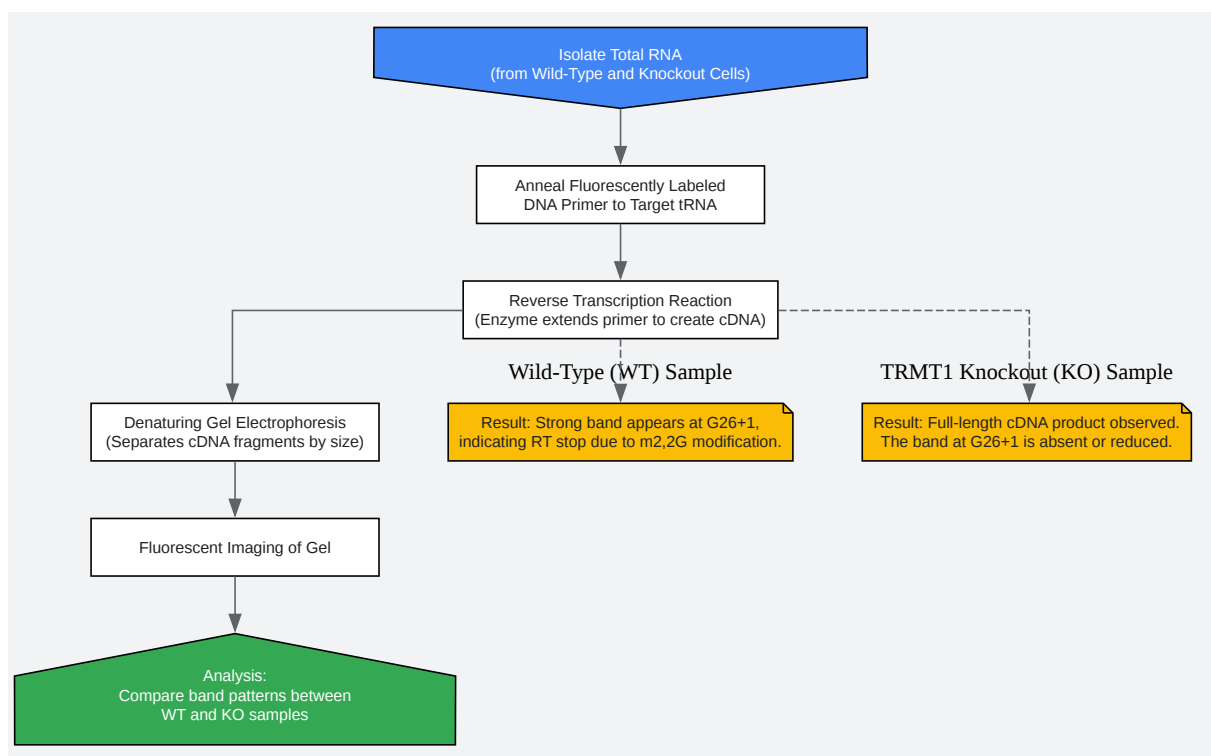 Isolate Total RNA
(from Wild-Type and Knockout Cells)
Anneal Fluorescently Labeled
DNA Primer to Target tRNA
Reverse Transcription Reaction
(Enzyme extends primer to create cDNA)
Wild-Type (WT) Sample
TRMT1 Knockout (KO) Sample
Denaturing Gel Electrophoresis
(Separates cDNA fragments by size)
Result: Strong band appears at G26+1,
indicating RT stop due to m2,2G modification.
Result: Full-length cDNA product observed.
The band at G26+1 is absent or reduced.
Fluorescent Imaging of Gel
Analysis:
Compare band patterns between
WT and KO samples